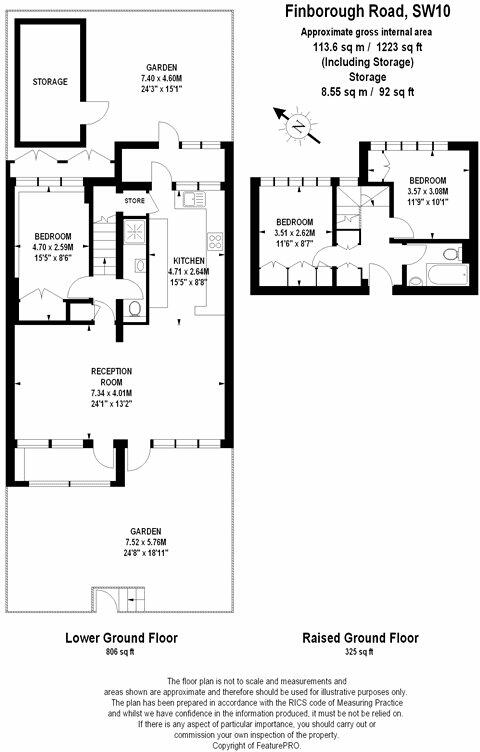 Finborough Road, SW10
Approximate gross internal area
113.6 sq m / 1223 sq ft
(Including Storage)
Storage
8.55 sq m / 92 sq ft
N
GARDEN
7.40 x 4.60M
24'3" x 15'1"
STORAGE
STORE
BEDROOM
4.70 x 2.59M
15'5" x 8'6"
KITCHEN
4.71 x 2.64M
15'5" x 8'8"
RECEPTION
ROOM
7.34 x 4.01M
24'1" x 13'2"
GARDEN
7.52 x 5.76M
24'8" x 18'11"
BEDROOM
3.57 x 3.08M
11'9" x 10'1"
BEDROOM
3.51 x 2.62M
11'6" x 8'7"
Lower Ground Floor
806 sq ft
Raised Ground Floor
325 sq ft
The floor plan is not to scale and measurements and
areas shown are approximate and therefore should be used for illustrative purposes only.
The plan has been prepared in accordance with the RICS code of Measuring Practice
and whilst we have confidence in the information produced, it must not be relied on.
If there is any aspect of particular importance, you should carry out or
commission your own inspection of the property.
Copyright of FeaturePRO.